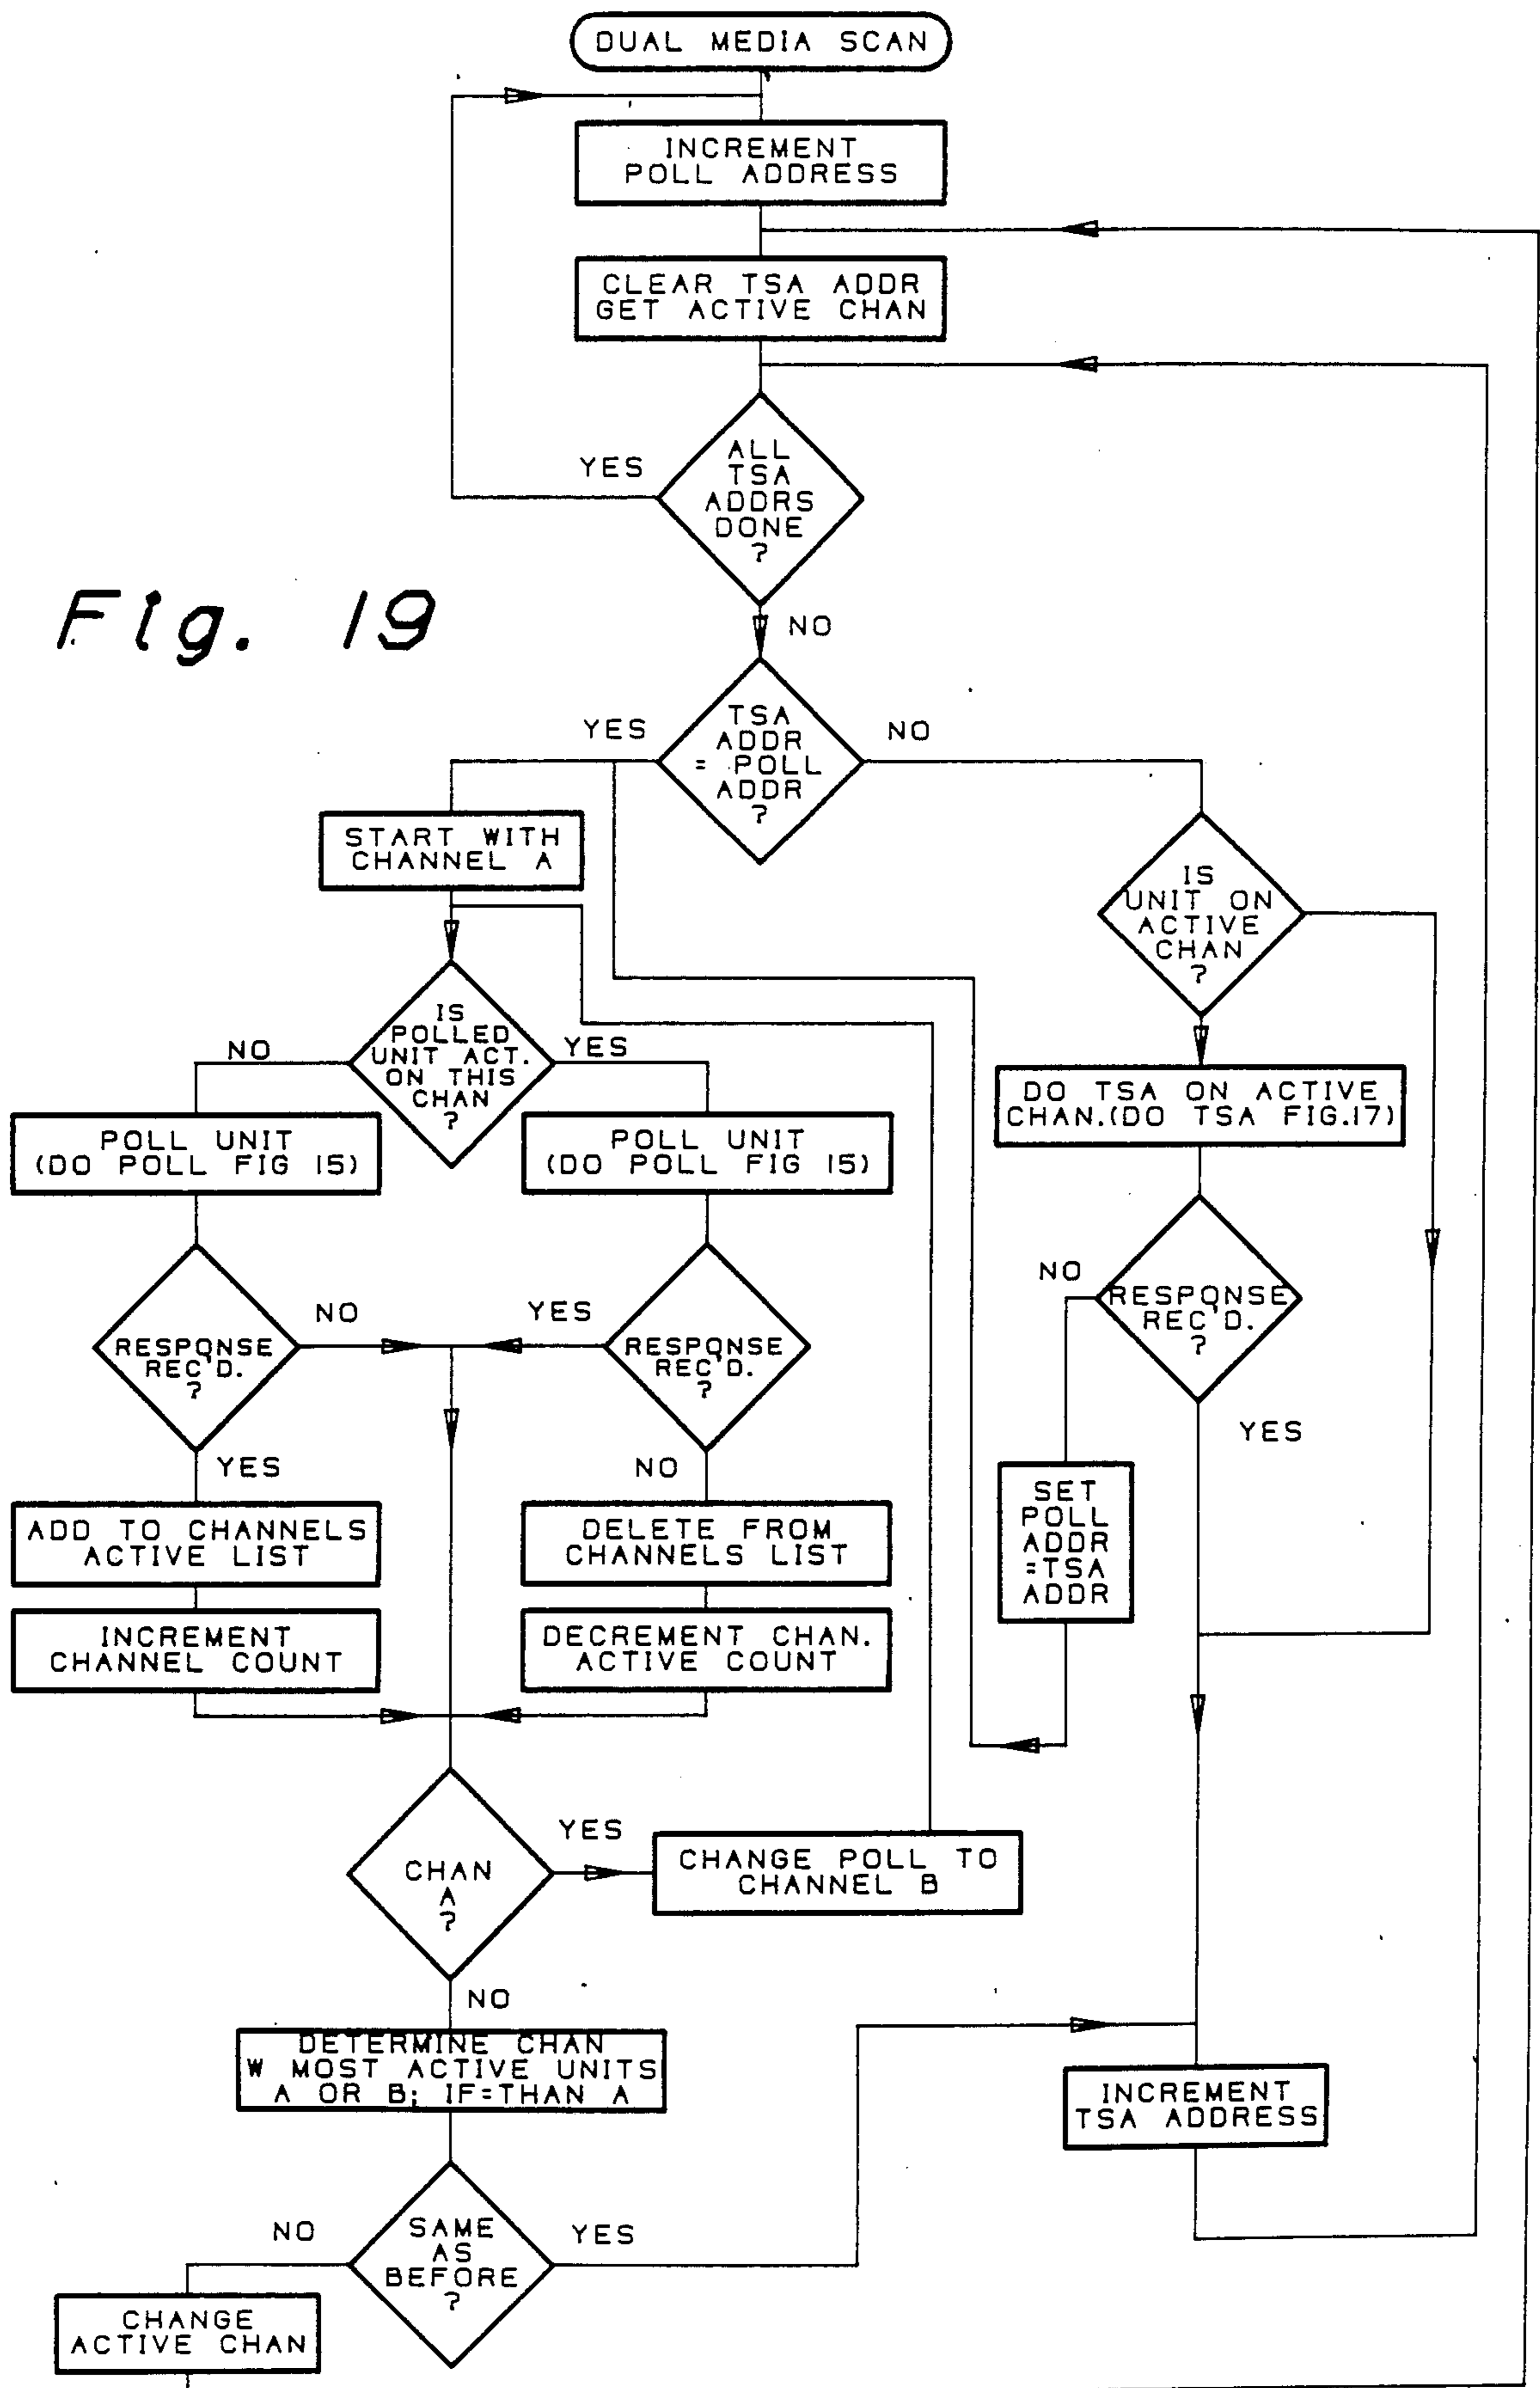 DUAL MEDIA SCAN
INCREMENT
POLL ADDRESS
CLEAR TSA ADDR
GET ACTIVE CHAN
ALL
TSA
ADDRS
DONE
?
YES
NO
Fig. 19
TSA
ADDR
= POLL
ADDR
?
YES
NO
START WITH
CHANNEL A
IS
UNIT ON
ACTIVE
CHAN
?
IS
POLLED
UNIT ACT.
ON THIS
CHAN
?
NO
YES
DO TSA ON ACTIVE
CHAN.(DO TSA FIG.17)
POLL UNIT
(DO POLL FIG 15)
POLL UNIT
(DO POLL FIG 15)
RESPONSE
REC'D.
?
NO
YES
RESPONSE
REC'D.
?
NO
RESPONSE
REC'D.
?
YES
YES
NO
SET
POLL
ADDR
=TSA
ADDR
ADD TO CHANNELS
ACTIVE LIST
DELETE FROM
CHANNELS LIST
INCREMENT
CHANNEL COUNT
DECREMENT CHAN.
ACTIVE COUNT
CHAN
A
?
YES
CHANGE POLL TO
CHANNEL B
NO
DETERMINE CHAN
W MOST ACTIVE UNITS
A OR B; IF=THAN A
INCREMENT
TSA ADDRESS
SAME
AS
BEFORE
?
NO
YES
CHANGE
ACTIVE CHAN